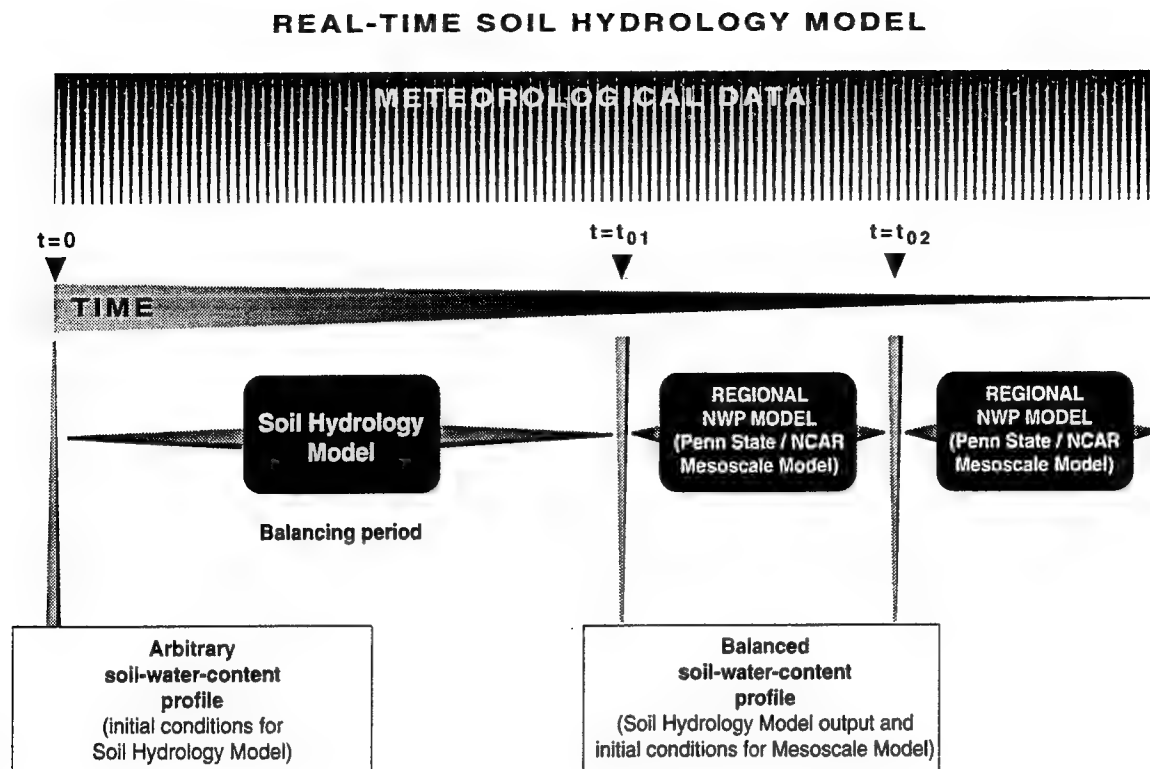 REAL-TIME SOIL HYDROLOGY MODEL
METEOROLOGICAL DATA
t=0
t=t01
t=t02
TIME
Soil Hydrology
Model
Balancing period
REGIONAL
NWP MODEL
(Penn State / NCAR
Mesoscale Model)
REGIONAL
NWP MODEL
(Penn State / NCAR
Mesoscale Model)
Arbitrary
soil-water-content
profile
(initial conditions for
Soil Hydrology Model)
Balanced
soil-water-content
profile
(Soil Hydrology Model output and
initial conditions for Mesoscale Model)